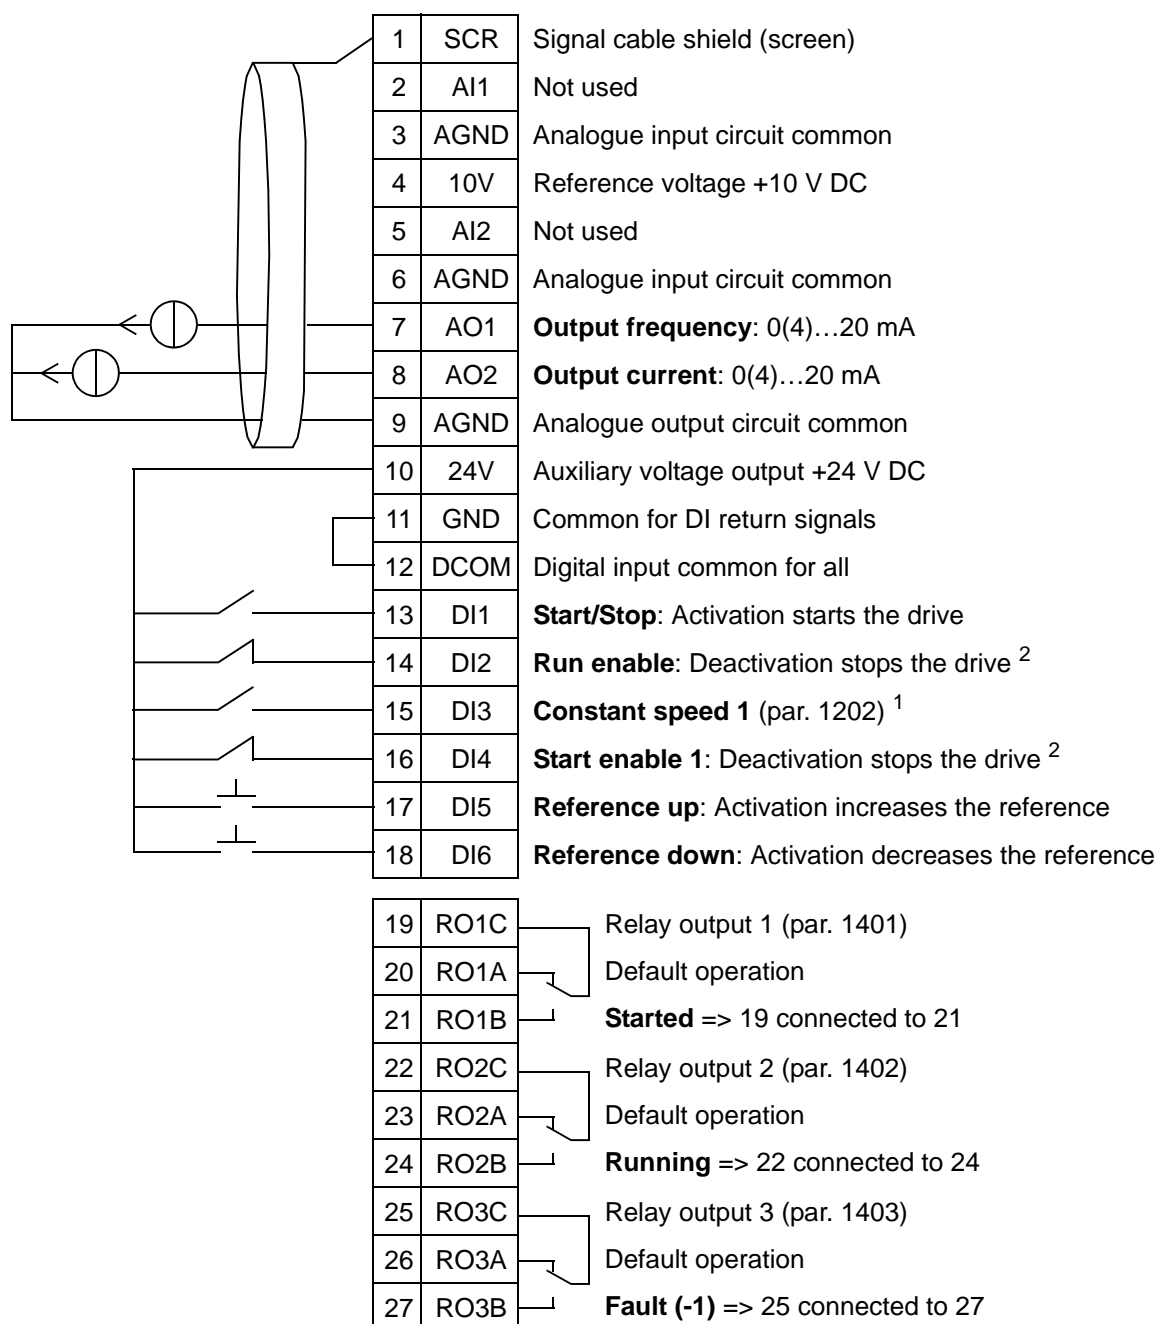 1 SCR Signal cable shield (screen)
2 AI1 Not used
3 AGND Analogue input circuit common
4 10V Reference voltage +10 V DC
5 AI2 Not used
6 AGND Analogue input circuit common
7 AO1 Output frequency: 0(4)…20 mA
8 AO2 Output current: 0(4)…20 mA
9 AGND Analogue output circuit common
10 24V Auxiliary voltage output +24 V DC
11 GND Common for DI return signals
12 DCOM Digital input common for all
13 DI1 Start/Stop: Activation starts the drive
14 DI2 Run enable: Deactivation stops the drive 2
15 DI3 Constant speed 1 (par. 1202) 1
16 DI4 Start enable 1: Deactivation stops the drive 2
17 DI5 Reference up: Activation increases the reference
18 DI6 Reference down: Activation decreases the reference
19 RO1C Relay output 1 (par. 1401)
20 RO1A Default operation
21 RO1B Started => 19 connected to 21
22 RO2C Relay output 2 (par. 1402)
23 RO2A Default operation
24 RO2B Running => 22 connected to 24
25 RO3C Relay output 3 (par. 1403)
26 RO3A Default operation
27 RO3B Fault (-1) => 25 connected to 27